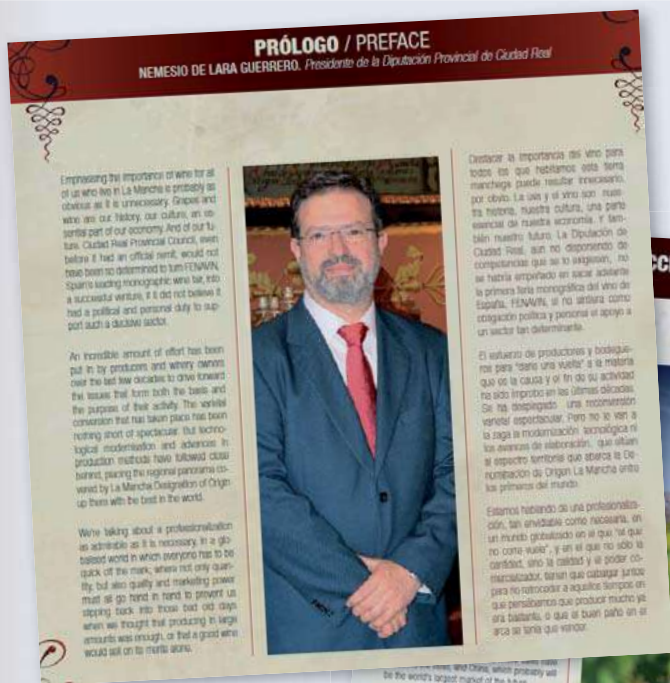 PRÓLOGO / PREFACE
NEMESIO DE LARA GUERRERO. Presidente de la Diputación Provincial de Ciudad Real
Emphasising the importance of wine for all
of us who live in La Mancha is probably as
obvious as it is unnecessary. Grapes and
wine are our history, our culture, an es-
sential part of our economy. And of our fu-
ture. Ciudad Real Provincial Council, even
before it had an official remit, would not
have been so determined to turn FENAVIN,
Spain's leading monographic wine fair, into
a successful venture, if it did not believe it
had a political and personal duty to sup-
port such a decisive sector.
An incredible amount of effort has been
put in by producers and winery owners
over the last few decades to drive forward
the issues that form both the basis and
the purpose of their activity. The varietal
conversion that has taken place has been
nothing short of spectacular. But techno-
logical modernisation and advances in
production methods have followed close
behind, placing the regional panorama co-
vered by La Mancha Designation of Origin
up there with the best in the world.
We're talking about a professionalization
as admirable as it is necessary, in a glo-
balised world in which everyone has to be
quick off the mark, where not only quan-
tity, but also quality and marketing power
must all go hand in hand to prevent us
slipping back into those bad old days
when we thought that producing in large
amounts was enough, or that a good wine
would sell on its merits alone.
Destacar la importancia del vino para
todos los que habitamos esta tierra
manchega puede resultar innecesario,
por obvio. La uva y el vino son nues-
tra historia, nuestra cultura, una parte
esencial de nuestra economía. Y tam-
bién nuestro futuro. La Diputación de
Ciudad Real, aún no disponiendo de
competencias que se lo exigiesen, no
se habría empeñado en sacar adelante
la primera feria monográfica del vino de
España, FENAVIN, si no sintiera como
obligación política y personal el apoyo a
un sector tan determinante.
El esfuerzo de productores y bodegue-
ros para "darle una vuelta" a la materia
que es la causa y el fin de su actividad
ha sido ímprobo en las últimas décadas.
Se ha desplegado una reconversión
varietal espectacular. Pero no le van a
la zaga la modernización tecnológica ni
los avances de elaboración, que sitúan
al espectro territorial que abarca la De-
nominación de Origen La Mancha entre
los primeros del mundo.
Estamos hablando de una profesionaliza-
ción, tan envidiable como necesaria, en
un mundo globalizado en el que "el que
no corre vuela", y en el que no sólo la
cantidad, sino la calidad y el poder co-
mercializador, tienen que cabalgar juntos
para no retroceder a aquellos tiempos en
que pensábamos que producir mucho ya
era bastante, o que el buen paño en el
arca se tenía que vender.
and China, which probably will
be the world's largest market of the future